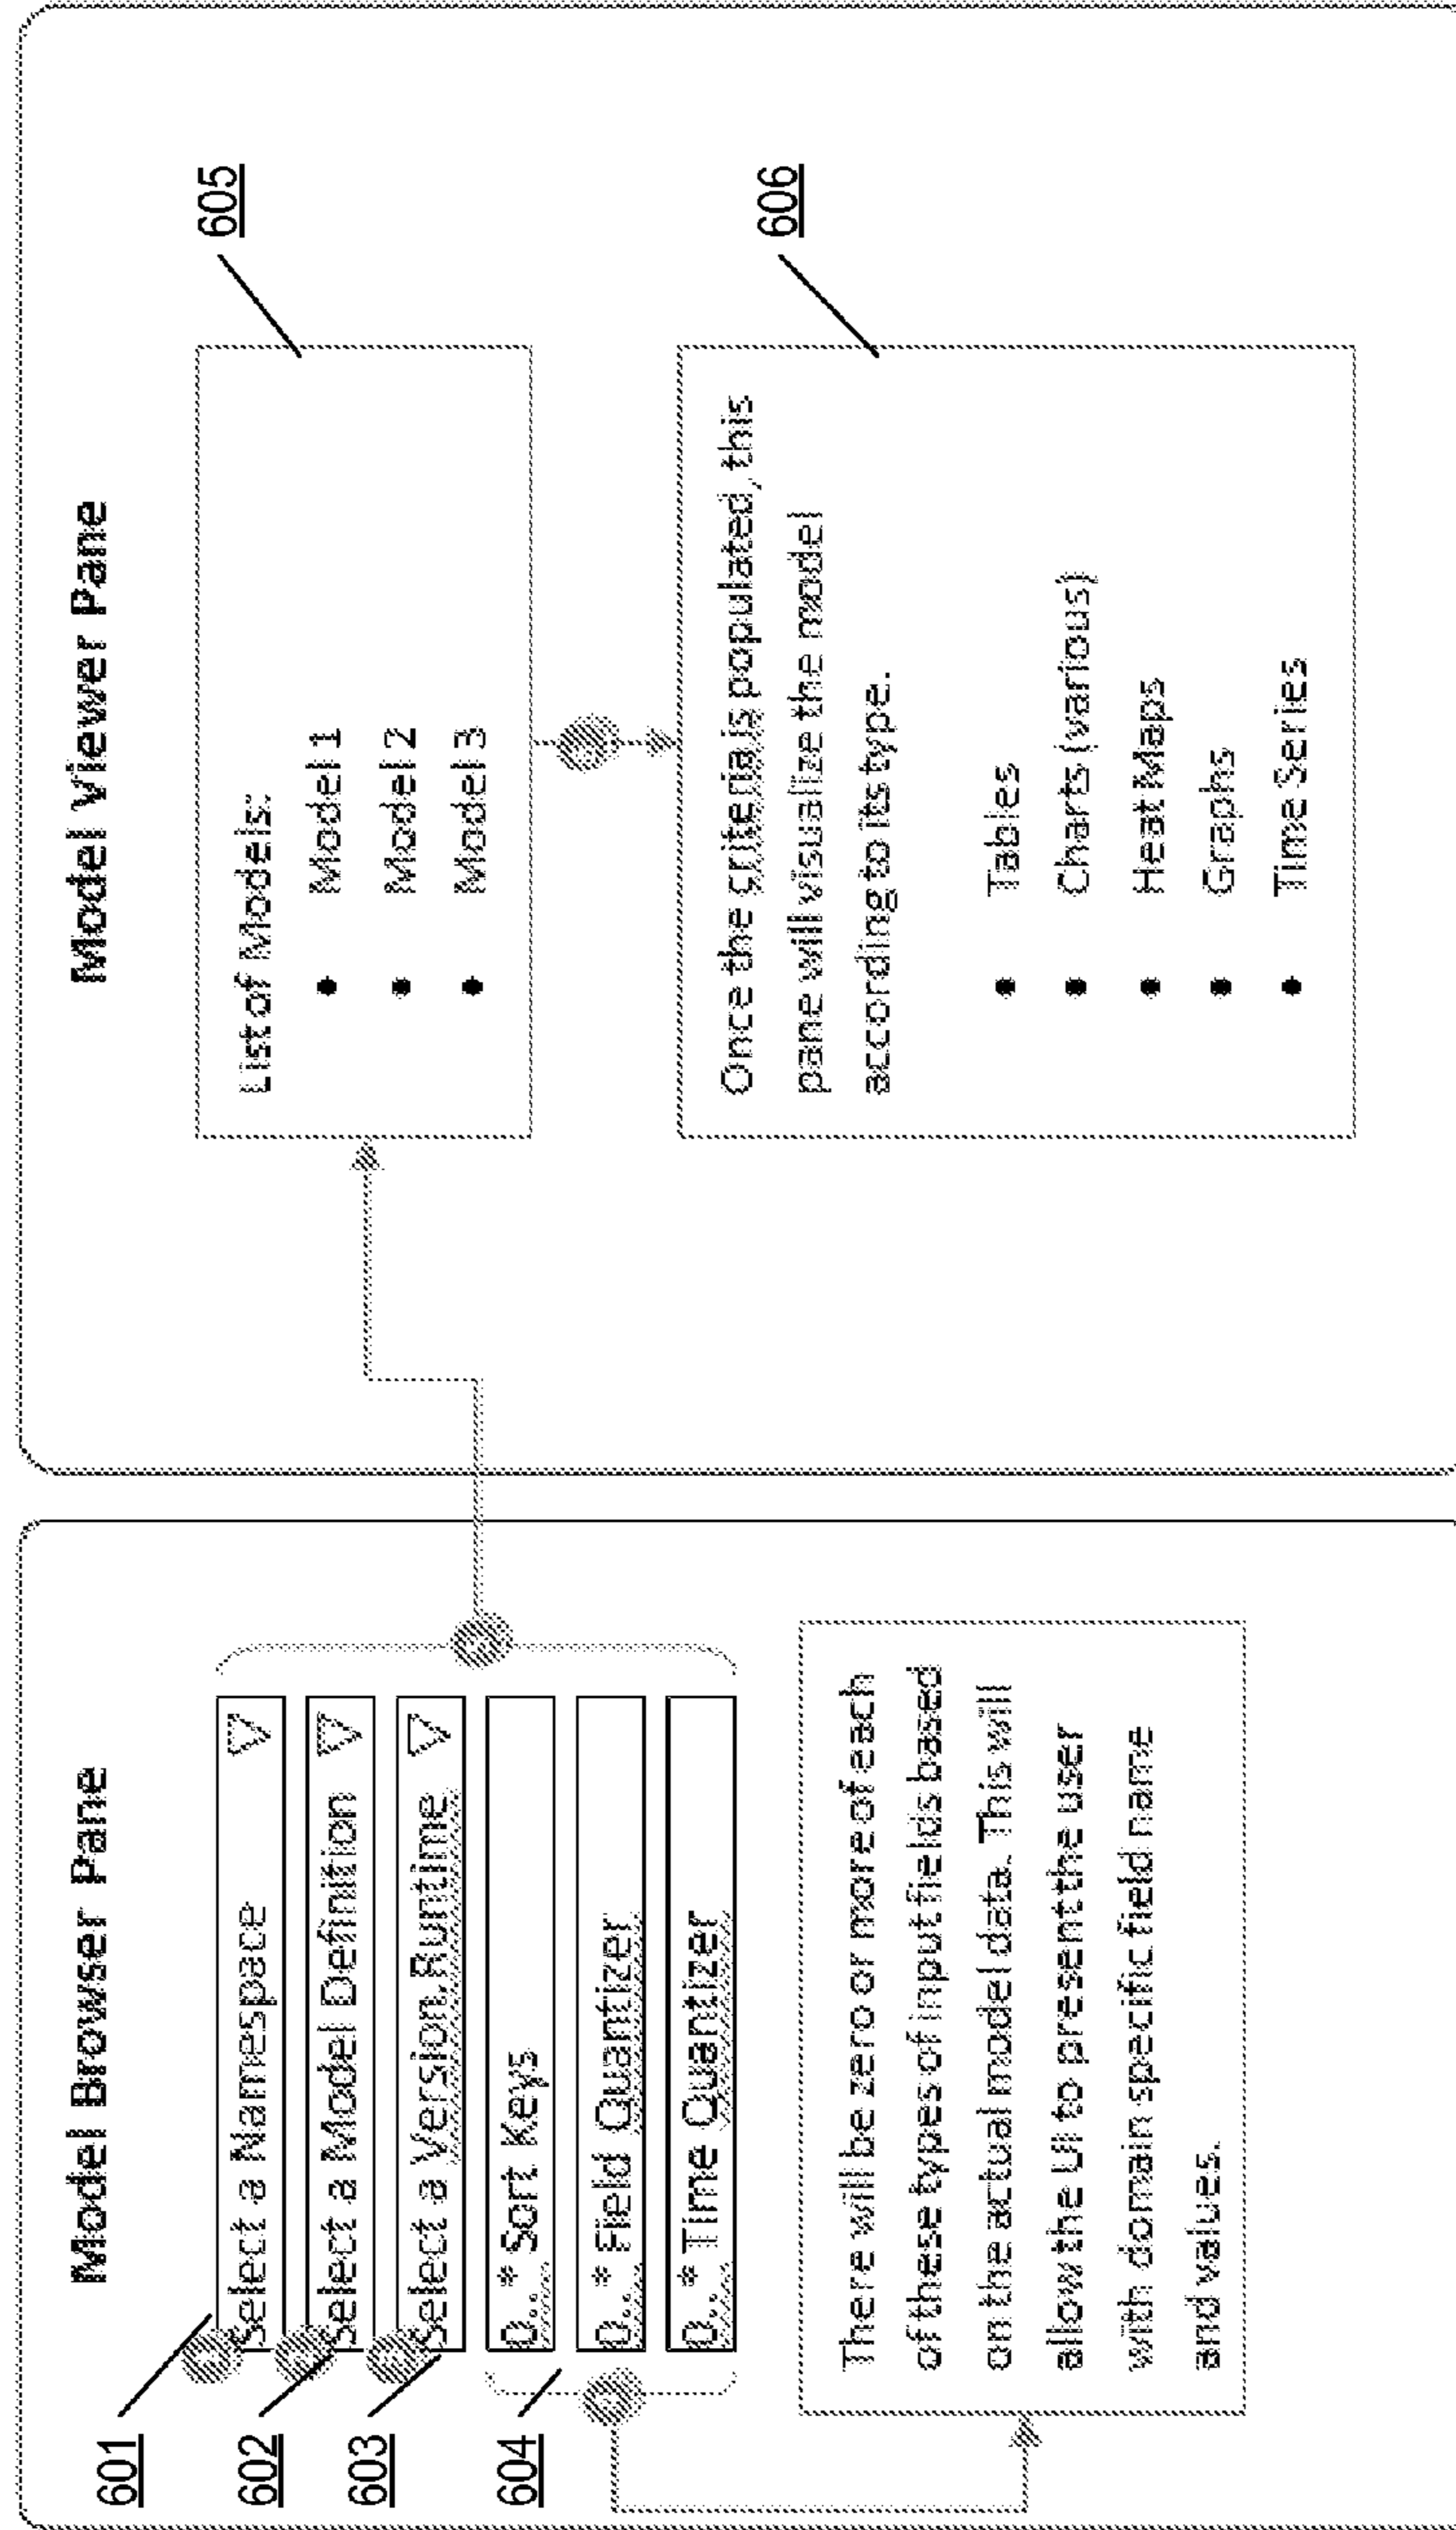 Model Browser Pane
601
Select a Namespace
602
Select a Model Definition
603
Select a Version.Runtime
604
0..* Sort Keys
0..* Field Quantizer
0..* Time Quantizer
There will be zero or more of each
of these types of input fields based
on the actual model data. This will
allow the UI to present the user
with domain specific field name
and values.
Model Viewer Pane
605
List of Models:
• Model 1
• Model 2
• Model 3
606
Once the criteria is populated, this
pane will visualize the model
according to its type.
• Tables
• Charts (various)
• Heat Maps
• Graphs
• Time Series